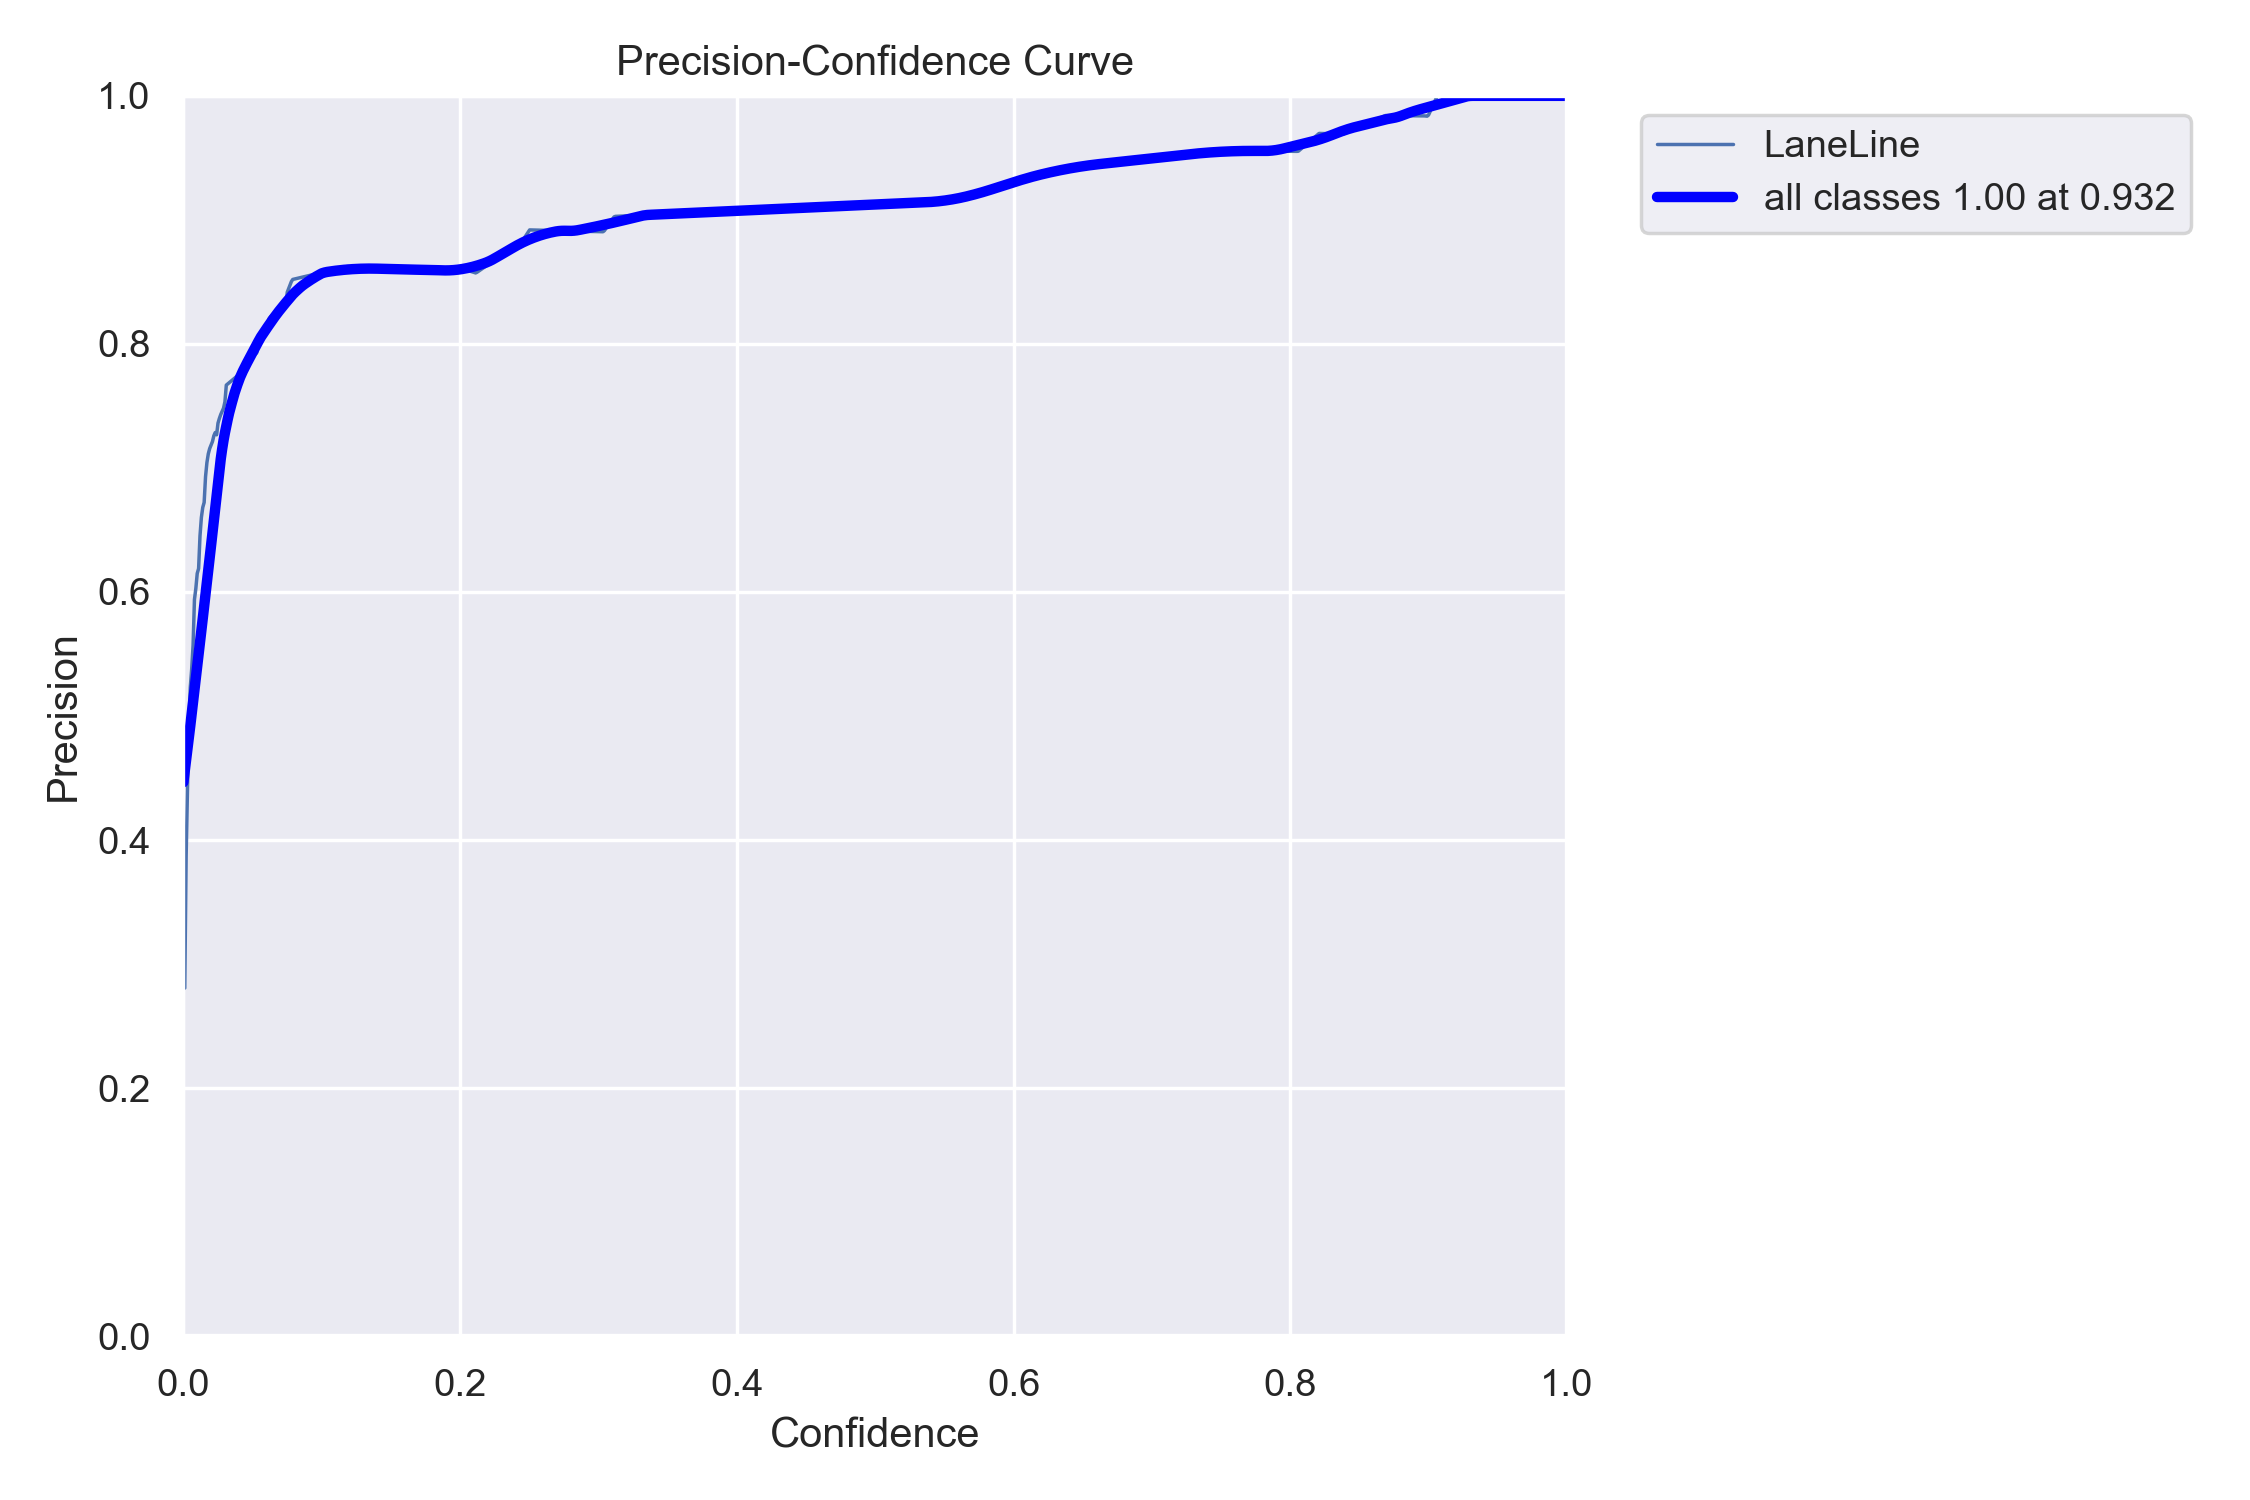 Precision-Confidence Curve
1.0
0.8
0.6
0.4
0.2
0.0
Precision
0.0 0.2 0.4 0.6 0.8 1.0
Confidence
LaneLine
all classes 1.00 at 0.932